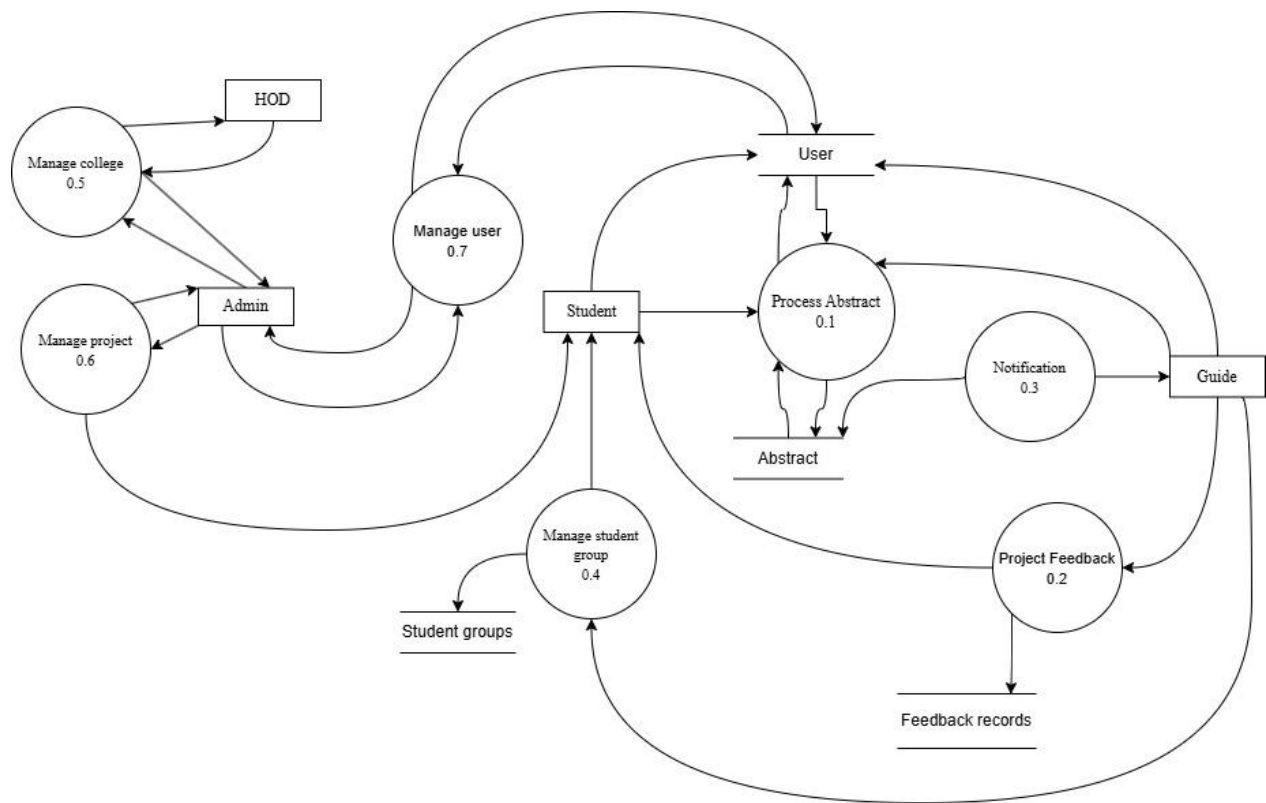 HOD
Manage college
0.5
User
Manage user
0.7
Admin
Student
Process Abstract
0.1
Manage project
0.6
Notification
0.3
Guide
Abstract
Manage student
group
0.4
Project Feedback
0.2
Student groups
Feedback records